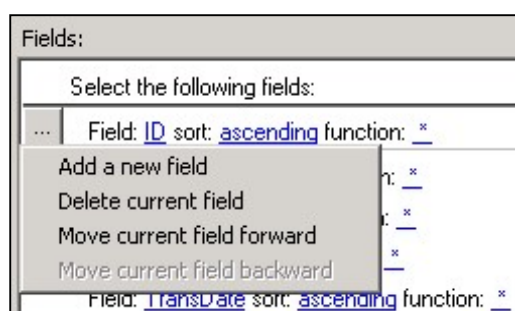 Fields:
Select the following fields:
... Field: ID sort: ascending function: *
Add a new field
n: *
Delete current field
: *
Move current field forward
*
Move current field backward
Field: TransDate sort: ascending function: *